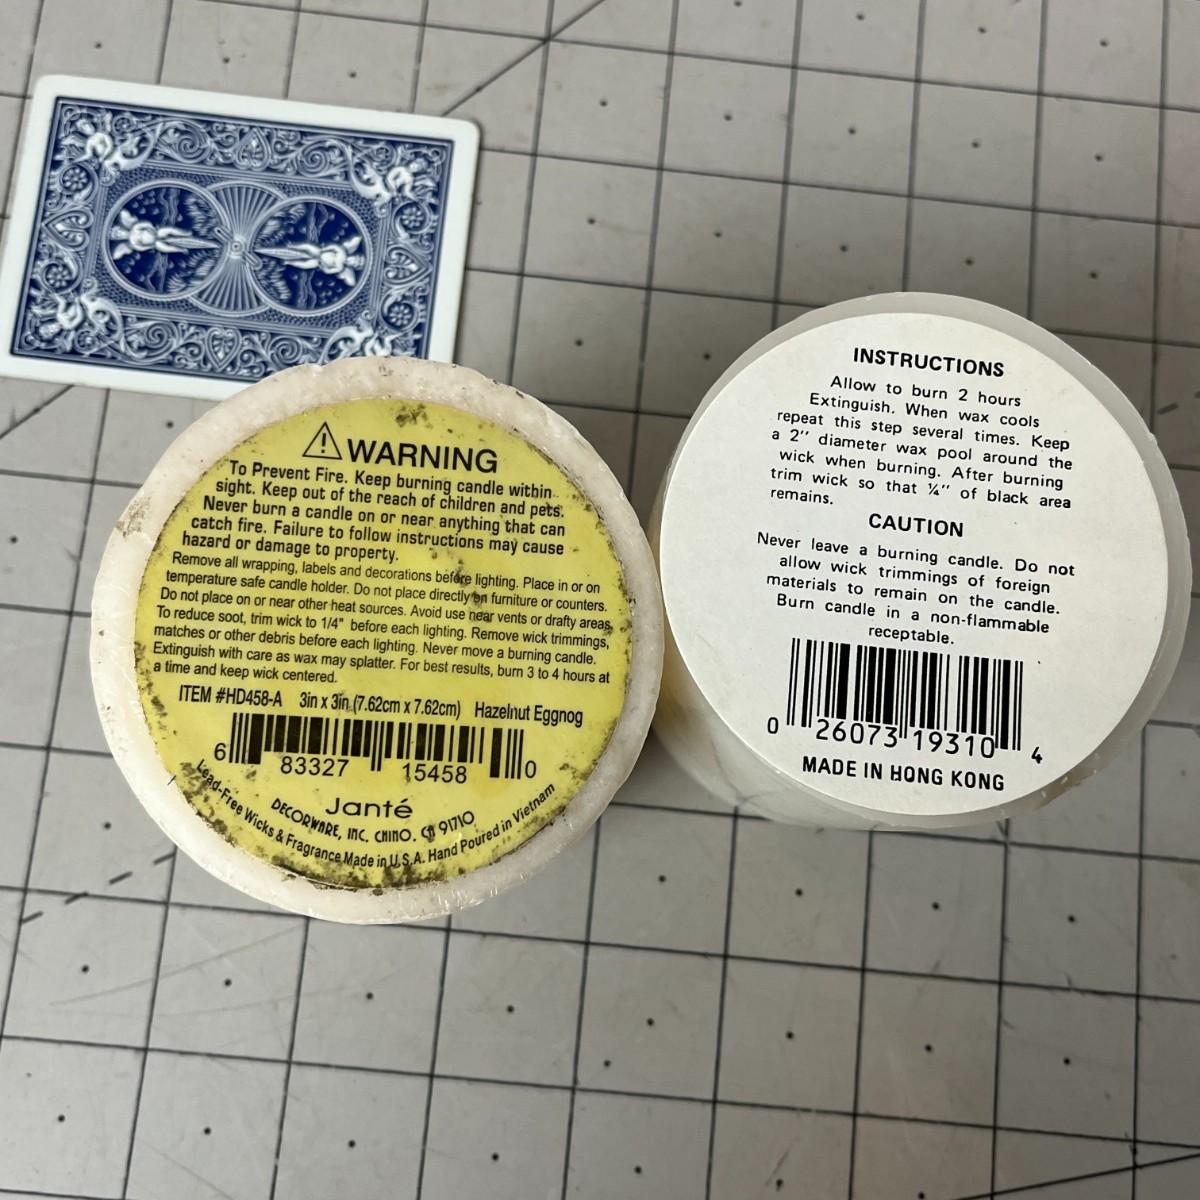 WARNING
To Prevent Fire. Keep burning candle within
sight. Keep out of the reach of children and pets.
Never burn a candle on or near anything that can
catch fire. Failure to follow instructions may cause
hazard or damage to property.
Remove all wrapping, labels and decorations before lighting. Place in or on
temperature safe candle holder. Do not place directly on furniture or counters.
Do not place on or near other heat sources. Avoid use near vents or drafty areas.
To reduce soot, trim wick to 1/4" before each lighting. Remove wick trimmings,
matches or other debris before each lighting. Never move a burning candle.
Extinguish with care as wax may splatter. For best results, burn 3 to 4 hours at
a time and keep wick centered.
ITEM #HD458-A 3in x 3in (7.62cm x 7.62cm) Hazelnut Eggnog
6 83327 15458 0
Janté
DECORWARE, INC. CHINO. CA 91710
Lead-Free Wicks & Fragrance Made in U.S.A. Hand Poured in Vietnam
INSTRUCTIONS
Allow to burn 2 hours
Extinguish. When wax cools
repeat this step several times. Keep
a 2″ diameter wax pool around the
wick when burning. After burning
trim wick so that ¼″ of black area
remains.
CAUTION
Never leave a burning candle. Do not
allow wick trimmings of foreign
materials to remain on the candle.
Burn candle in a non-flammable
receptable.
0 26073 19310 4
MADE IN HONG KONG